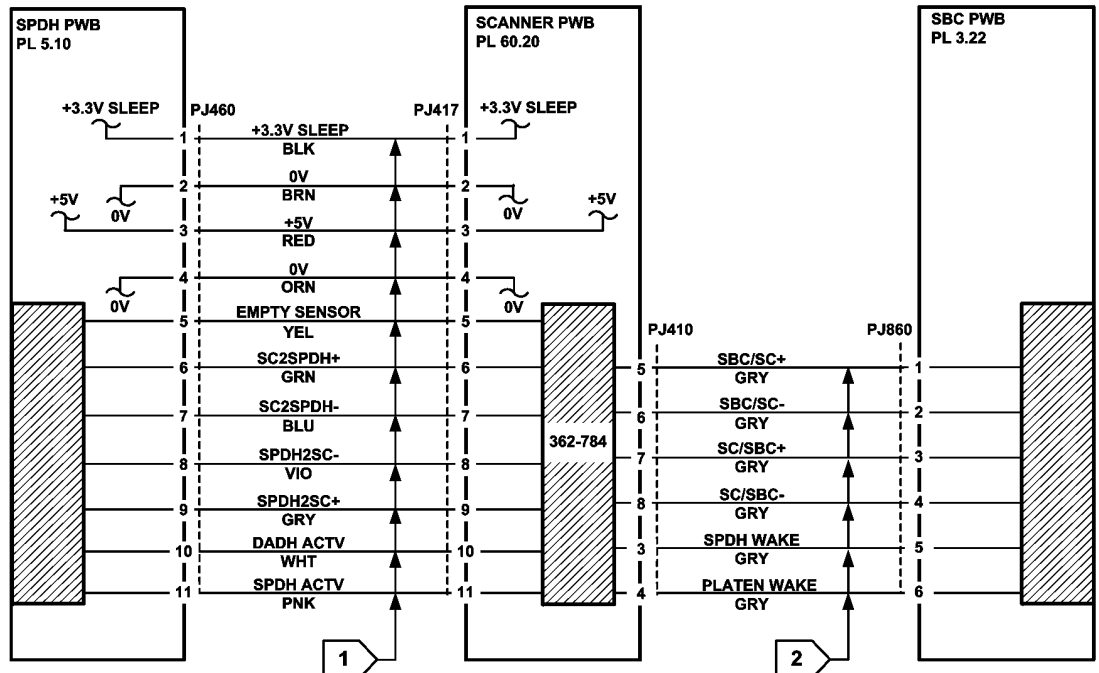 SPDH PWB
PL 5.10
SCANNER PWB
PL 60.20
SBC PWB
PL 3.22
+3.3V SLEEP
PJ460
PJ417
+3.3V SLEEP
1 +3.3V SLEEP 1
BLK
2 0V 2
BRN
0V
0V
+5V
+5V
3 +5V 3
RED
4 0V 4
ORN
0V
0V
5 EMPTY SENSOR 5
YEL
6 SC2SPDH+ 6
GRN
7 SC2SPDH- 7
BLU
8 SPDH2SC- 8
VIO
9 SPDH2SC+ 9
GRY
10 DADH ACTV 10
WHT
11 SPDH ACTV 11
PNK
362-784
PJ410
PJ860
5 SBC/SC+ 1
GRY
6 SBC/SC- 2
GRY
7 SC/SBC+ 3
GRY
8 SC/SBC- 4
GRY
3 SPDH WAKE 5
GRY
4 PLATEN WAKE 6
GRY
1
2